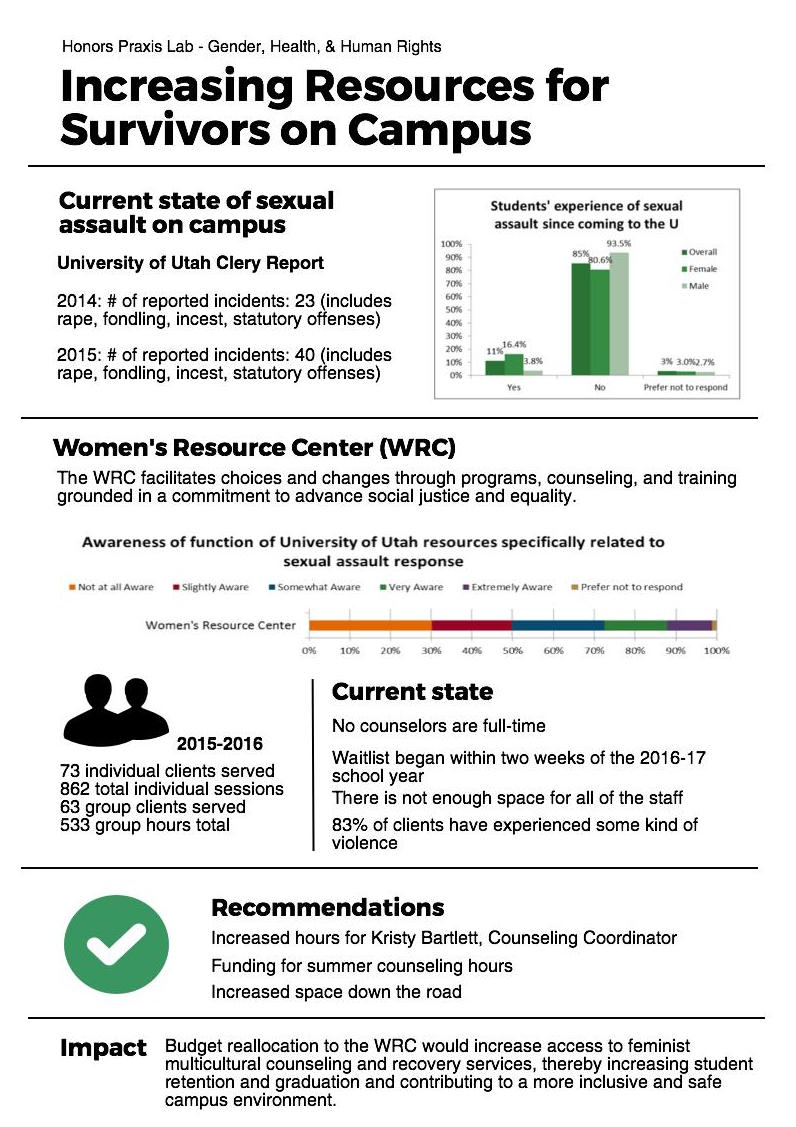 Honors Praxis Lab - Gender, Health, & Human Rights
Increasing Resources for
Survivors on Campus
Current state of sexual
assault on campus
University of Utah Clery Report
2014: # of reported incidents: 23 (includes
rape, fondling, incest, statutory offenses)
2015: # of reported incidents: 40 (includes
rape, fondling, incest, statutory offenses)
Students' experience of sexual
assault since coming to the U
100%
90%
80%
70%
60%
50%
40%
30%
20%
10%
0%
11%
16.4%
3.8%
85%
80.6%
93.5%
3% 3.0% 2.7%
Yes
No
Prefer not to respond
Overall
Female
Male
Women's Resource Center (WRC)
The WRC facilitates choices and changes through programs, counseling, and training
grounded in a commitment to advance social justice and equality.
Awareness of function of University of Utah resources specifically related to
sexual assault response
Not at all Aware Slightly Aware Somewhat Aware Very Aware Extremely Aware Prefer not to respond
Women's Resource Center
0% 10% 20% 30% 40% 50% 60% 70% 80% 90% 100%
2015-2016
73 individual clients served
862 total individual sessions
63 group clients served
533 group hours total
Current state
No counselors are full-time
Waitlist began within two weeks of the 2016-17
school year
There is not enough space for all of the staff
83% of clients have experienced some kind of
violence
Recommendations
Increased hours for Kristy Bartlett, Counseling Coordinator
Funding for summer counseling hours
Increased space down the road
Impact
Budget reallocation to the WRC would increase access to feminist
multicultural counseling and recovery services, thereby increasing student
retention and graduation and contributing to a more inclusive and safe
campus environment.